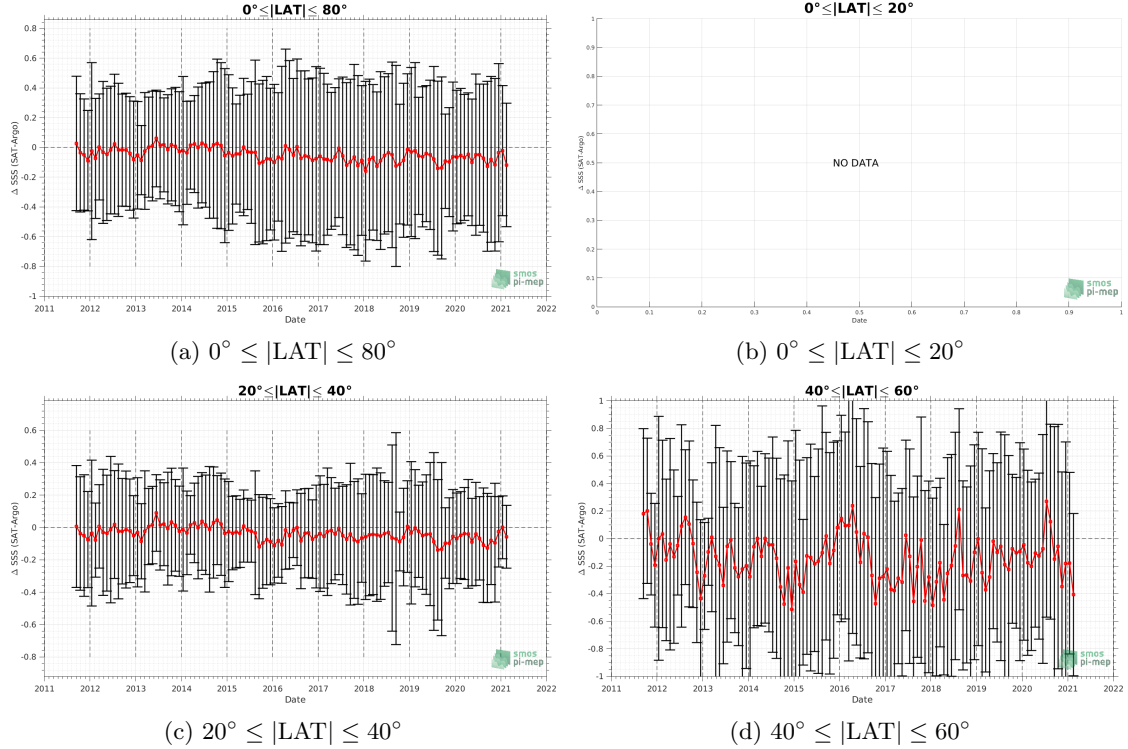 0°≤|LAT|≤ 80°
0.8
0.6
0.4
0.2
0
-0.2
-0.4
-0.6
-0.8
-1
Δ SSS (SAT-Argo)
2011 2012 2013 2014 2015 2016 2017 2018 2019 2020 2021 2022
Date
smos
pi-mep
(a) 0° ≤ |LAT| ≤ 80°
0°≤|LAT|≤ 20°
1
0.9
0.8
0.7
0.6
0.5
0.4
0.3
0.2
0.1
0
Δ SSS (SAT-Argo)
NO DATA
0 0.1 0.2 0.3 0.4 0.5 0.6 0.7 0.8 0.9 1
Date
smos
pi-mep
(b) 0° ≤ |LAT| ≤ 20°
20°≤|LAT|≤ 40°
0.8
0.6
0.4
0.2
0
-0.2
-0.4
-0.6
-0.8
Δ SSS (SAT-Argo)
2011 2012 2013 2014 2015 2016 2017 2018 2019 2020 2021 2022
Date
smos
pi-mep
(c) 20° ≤ |LAT| ≤ 40°
40°≤|LAT|≤ 60°
1
0.8
0.6
0.4
0.2
0
-0.2
-0.4
-0.6
-0.8
-1
Δ SSS (SAT-Argo)
2011 2012 2013 2014 2015 2016 2017 2018 2019 2020 2021 2022
Date
smos
pi-mep
(d) 40° ≤ |LAT| ≤ 60°